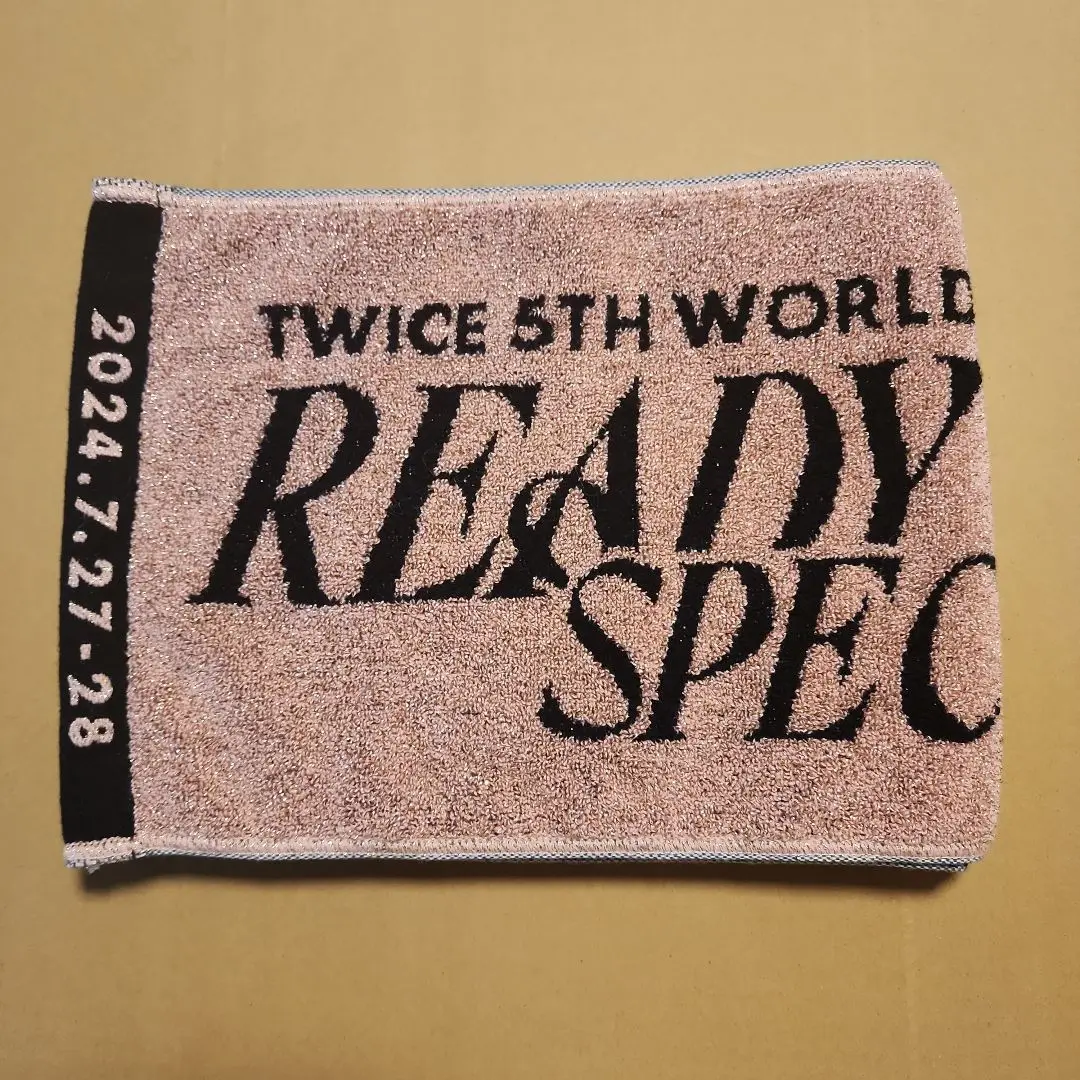 TWICE 5TH WORLD
READY
SPEC
2024.7.27-28